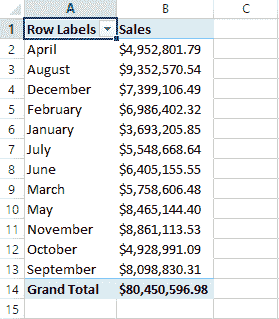 A B C
1 Row Labels Sales
2 April $4,952,801.79
3 August $9,352,570.54
4 December $7,399,106.49
5 February $6,986,402.32
6 January $3,693,205.85
7 July $5,548,668.64
8 June $6,405,155.55
9 March $5,758,606.48
10 May $8,465,144.40
11 November $8,861,113.53
12 October $4,928,991.09
13 September $8,098,830.31
14 Grand Total $80,450,596.98
15